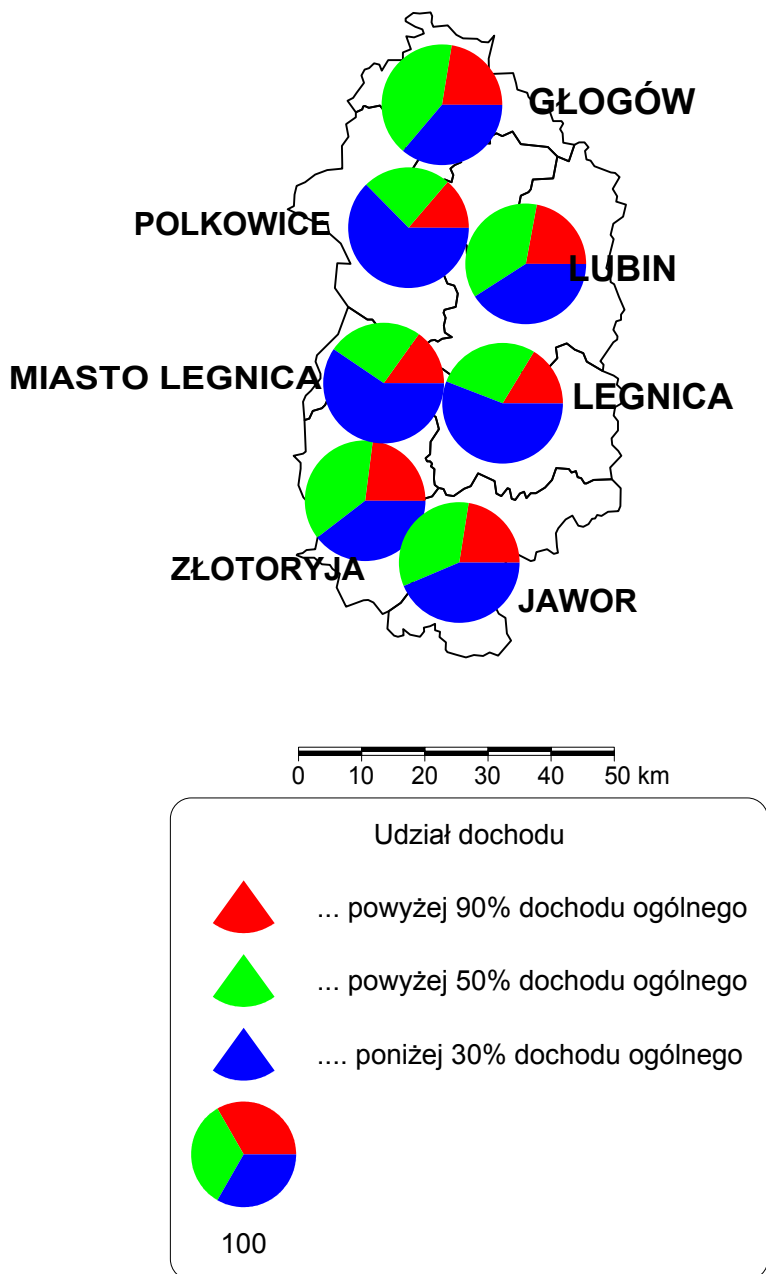 GŁOGÓW
POLKOWICE
LUBIN
MIASTO LEGNICA
LEGNICA
ZŁOTORYJA
JAWOR
0 10 20 30 40 50 km
Udział dochodu
... powyżej 90% dochodu ogólnego
... powyżej 50% dochodu ogólnego
.... poniżej 30% dochodu ogólnego
100